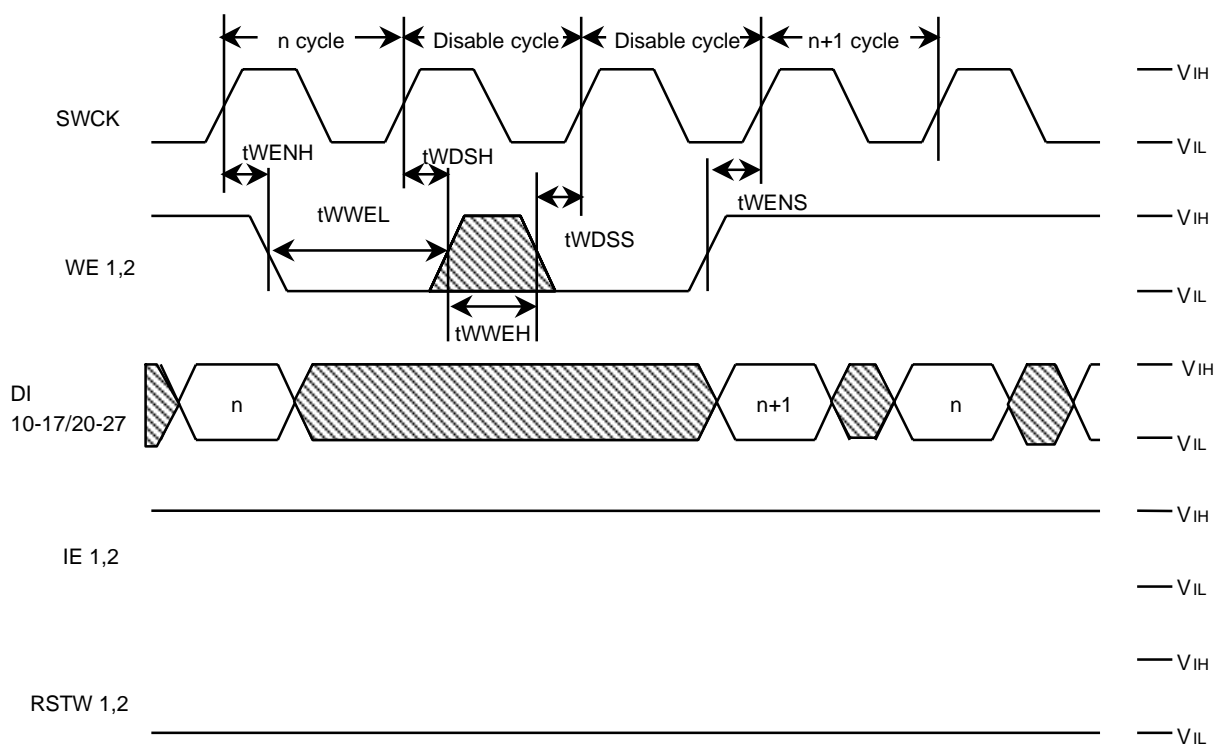 n cycle Disable cycle Disable cycle n+1 cycle
VIH
SWCK
VIL
tWENH tWDSH
tWENS
tWWEL
VIH
tWDSS
WE 1,2
VIL
tWWEH
VIH
DI
10-17/20-27
n n+1 n
VIL
VIH
IE 1,2
VIL
VIH
RSTW 1,2
VIL